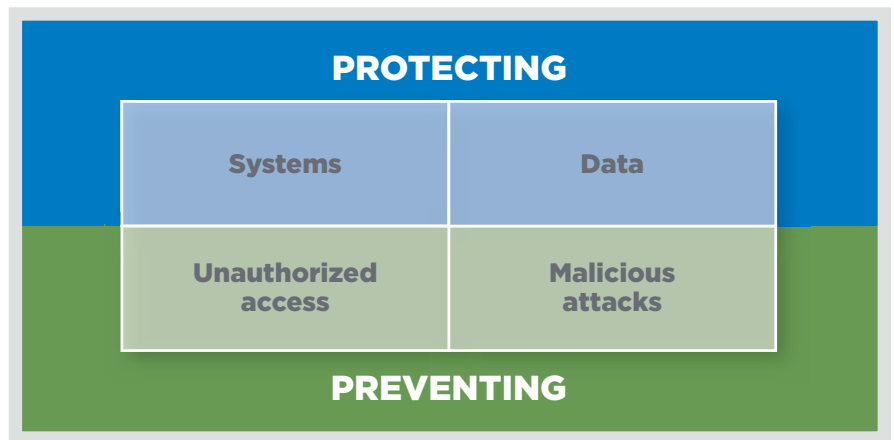 PROTECTING
Systems
Data
Unauthorized
access
Malicious
attacks
PREVENTING